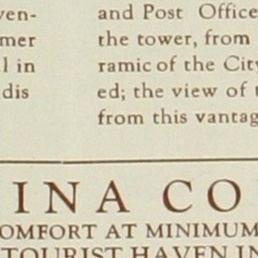 ven- and Post Office
mer the tower, from
l in ramic of the City
dis ed; the view of
from this vantag
INA CO
COMFORT AT MINIMUM
TOURIST HAVEN IN